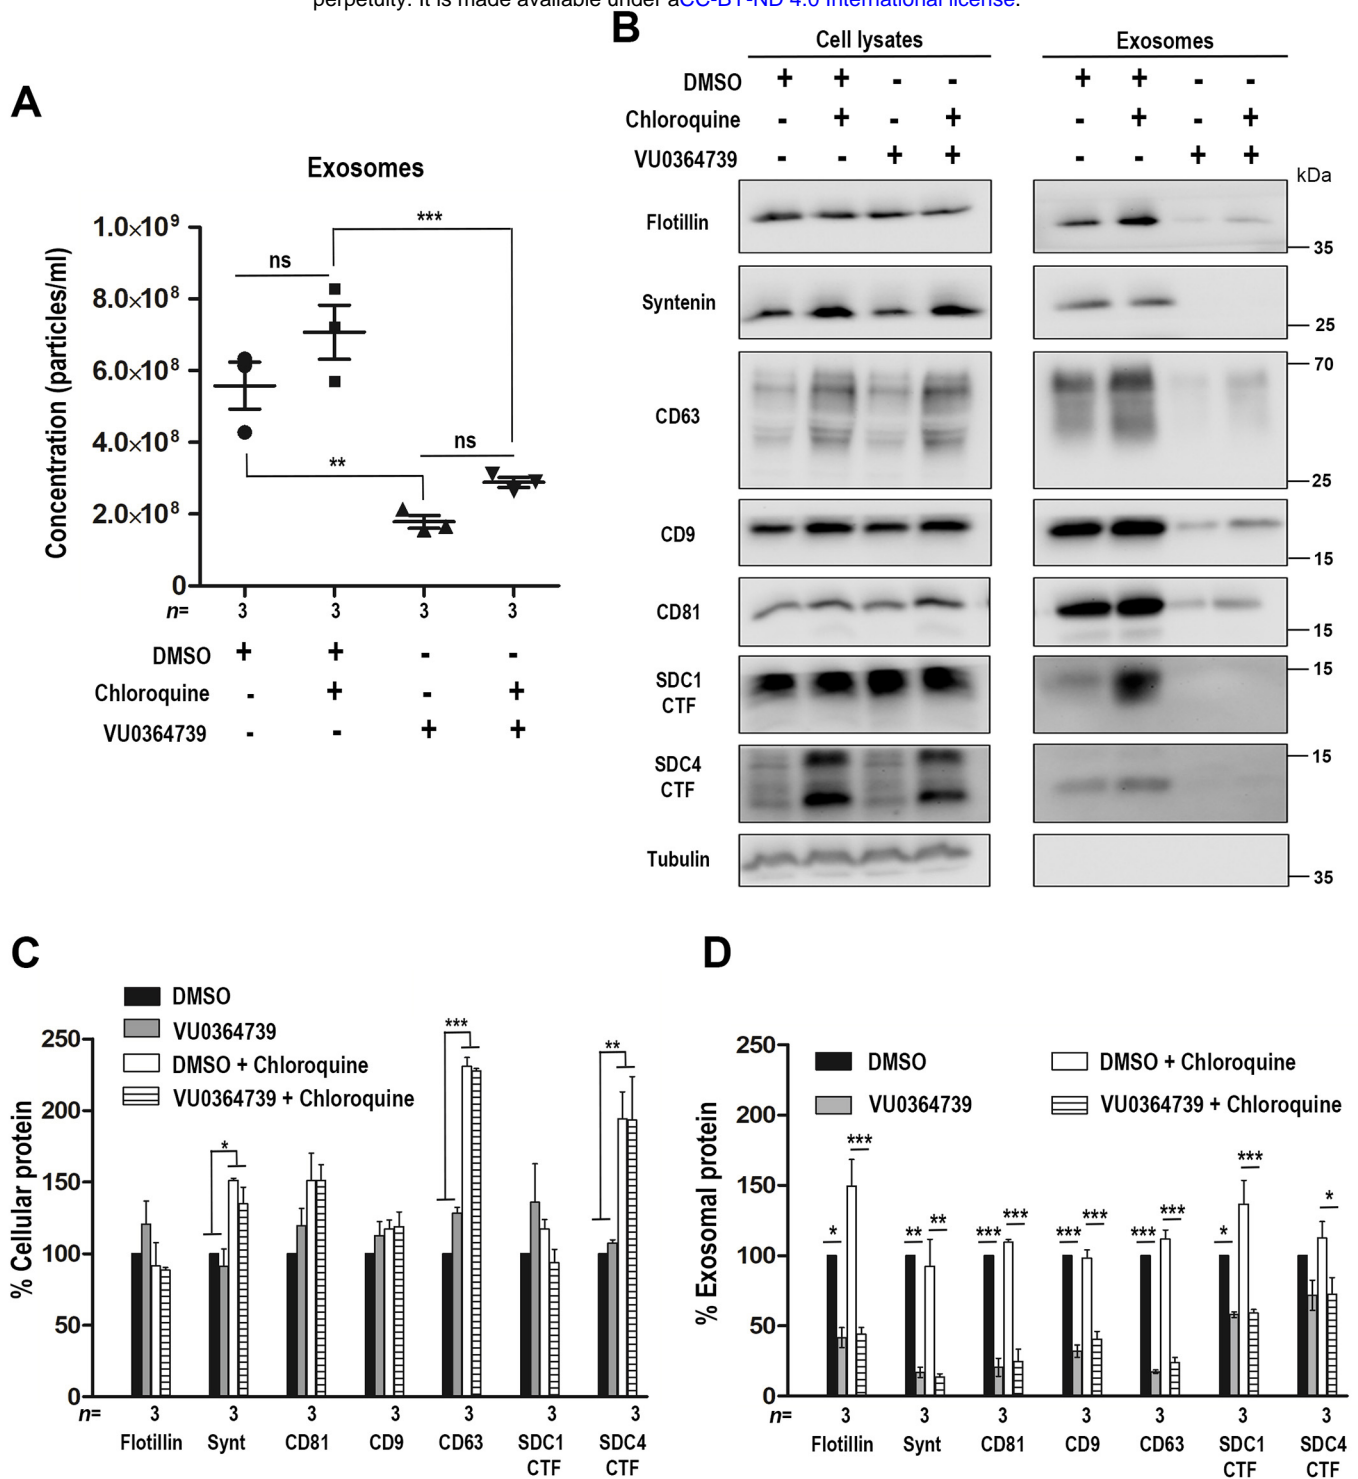 perpetuity. It is made available under aCC-BY-ND 4.0 International license.
A
Exosomes
Concentration (particles/ml)
1.0×10⁹
8.0×10⁸
6.0×10⁸
4.0×10⁸
2.0×10⁸
0
ns
***
**
ns
n= 3 3 3 3
DMSO + + - -
Chloroquine - + - +
VU0364739 - - + +
B
Cell lysates Exosomes
DMSO + + - - + + - -
Chloroquine - + - + - + - +
VU0364739 - - + + - - + +
kDa
Flotillin 35
Syntenin 25
CD63 70
25
CD9 15
CD81 15
SDC1 CTF 15
SDC4 CTF 15
Tubulin 35
C
DMSO
VU0364739
DMSO + Chloroquine
VU0364739 + Chloroquine
% Cellular protein
250
200
150
100
50
0
* *** **
n= 3 3 3 3 3 3 3
Flotillin Synt CD81 CD9 CD63 SDC1 SDC4
CTF CTF
D
DMSO DMSO + Chloroquine
VU0364739 VU0364739 + Chloroquine
% Exosomal protein
250
200
150
100
50
0
* *** ** ** *** *** *** *** *** *** * *** *
n= 3 3 3 3 3 3 3
Flotillin Synt CD81 CD9 CD63 SDC1 SDC4
CTF CTF